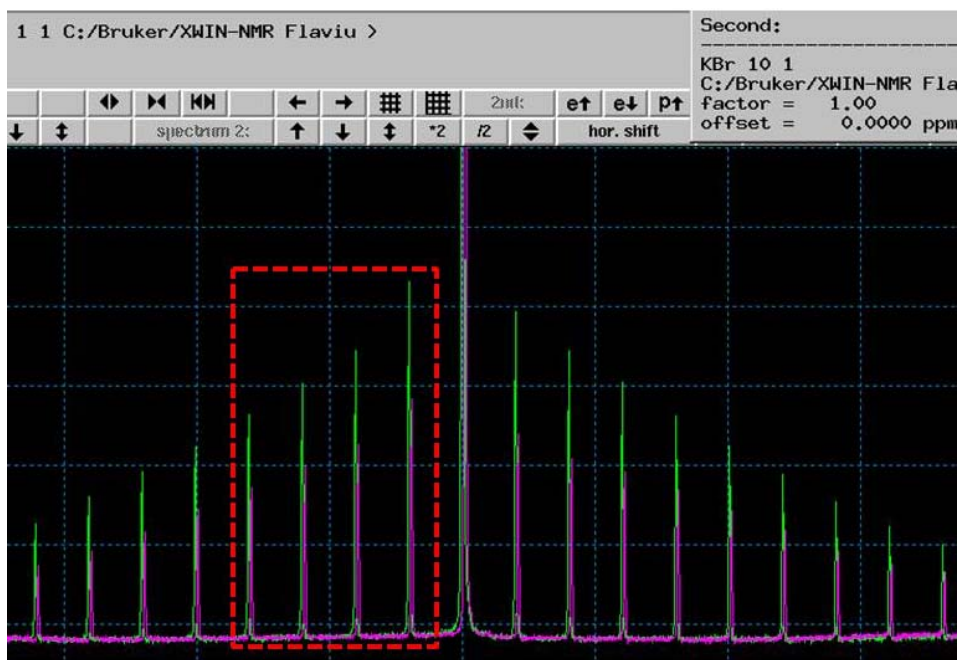 1 1 C:/Bruker/XWIN-NMR Flaviu >
Second:
KBr 10 1
C:/Bruker/XWIN-NMR Fla
factor = 1.00
offset = 0.0000 ppm
2nd: e↑ e↓ p↑
spectrum 2: *2 /2 hor. shift